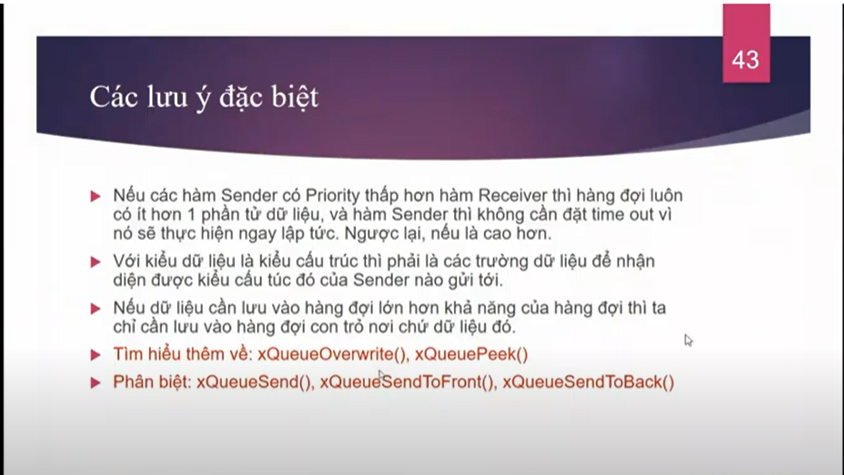 43
Các lưu ý đặc biệt
Nếu các hàm Sender có Priority thấp hơn hàm Receiver thì hàng đợi luôn
có ít hơn 1 phần tử dữ liệu, và hàm Sender thì không cần đặt time out vì
nó sẽ thực hiện ngay lập tức. Ngược lại, nếu là cao hơn.
Với kiểu dữ liệu là kiểu cấu trúc thì phải là các trường dữ liệu để nhận
diện được kiểu cấu túc đó của Sender nào gửi tới.
Nếu dữ liệu cần lưu vào hàng đợi lớn hơn khả năng của hàng đợi thì ta
chỉ cần lưu vào hàng đợi con trỏ nơi chứ dữ liệu đó.
Tìm hiểu thêm về: xQueueOverwrite(), xQueuePeek()
Phân biệt: xQueueSend(), xQueueSendToFront(), xQueueSendToBack()